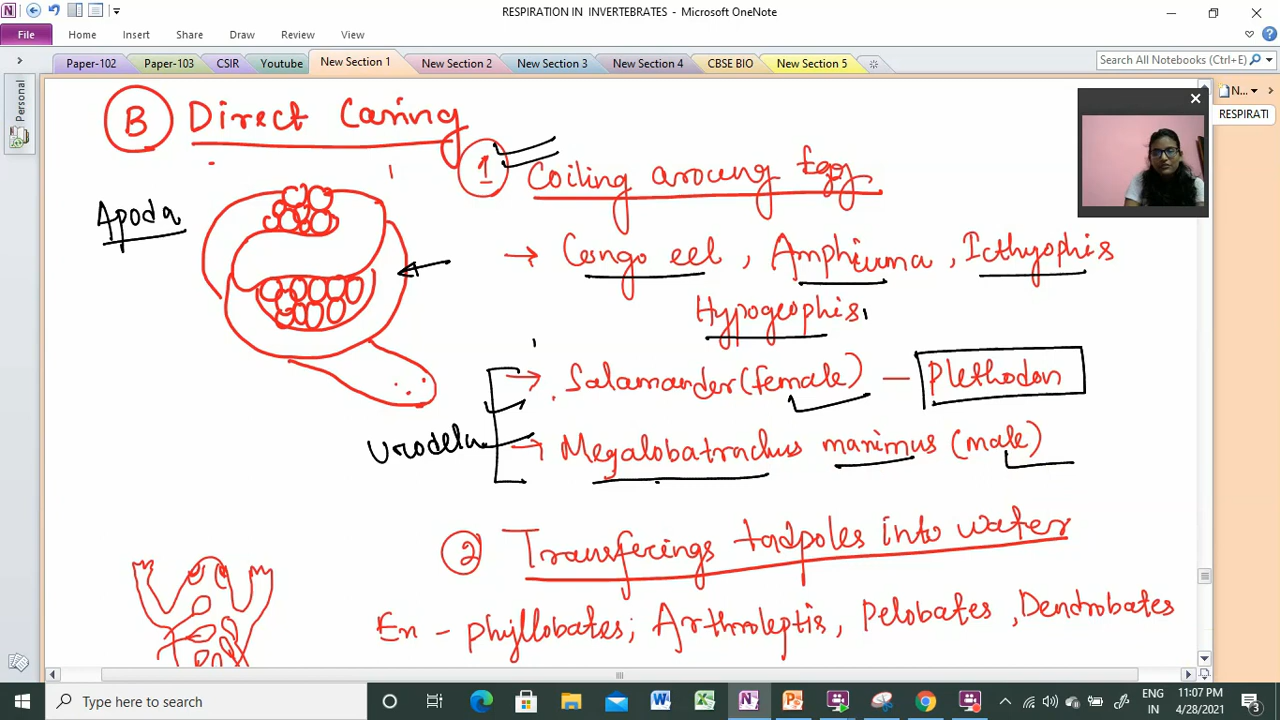 RESPIRATION IN INVERTEBRATES - Microsoft OneNote
File Home Insert Share Draw Review View
Paper-102 Paper-103 CSIR Youtube New Section 1 New Section 2 New Section 3 New Section 4 CBSE BIO New Section 5 Search All Notebooks (Ctrl+E)
Personal
N...
RESPIRATI
B Direct Caring
1 Coiling aroung Egg
Apoda
→ Congo eel , Amphiuma , Icthyophis
Hypogeophis
→ Salamander (female) — Plethodon
Urodela
→ Megalobatrachus maximus (male)
2 Transferings tadpoles into water
Ex - phyllobates; Arthroleptis, Pelobates , Dendrobates
Type here to search
ENG
IN
11:07 PM
4/28/2021
3